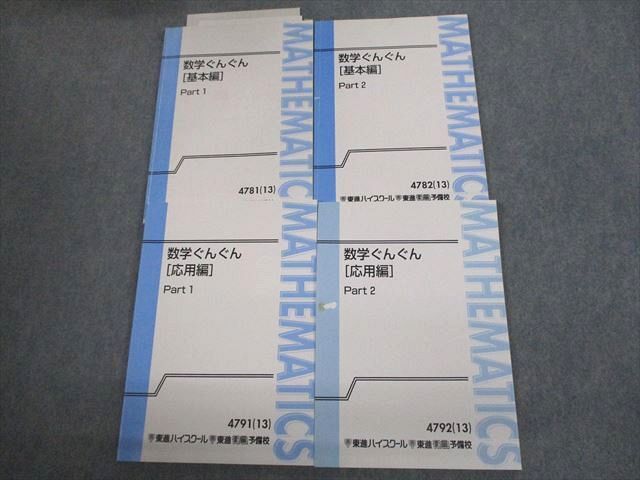 数学ぐんぐん
[基本編]
Part 1
4781(13)
MATHEMATICS
数学ぐんぐん
[基本編]
Part 2
4782(13)
東進ハイスクール 東進衛星予備校
MATHEMATICS
数学ぐんぐん
[応用編]
Part 1
4791(13)
東進ハイスクール 東進衛星予備校
MATHEMATICS
数学ぐんぐん
[応用編]
Part 2
4792(13)
東進ハイスクール 東進衛星予備校
MATHEMATICS